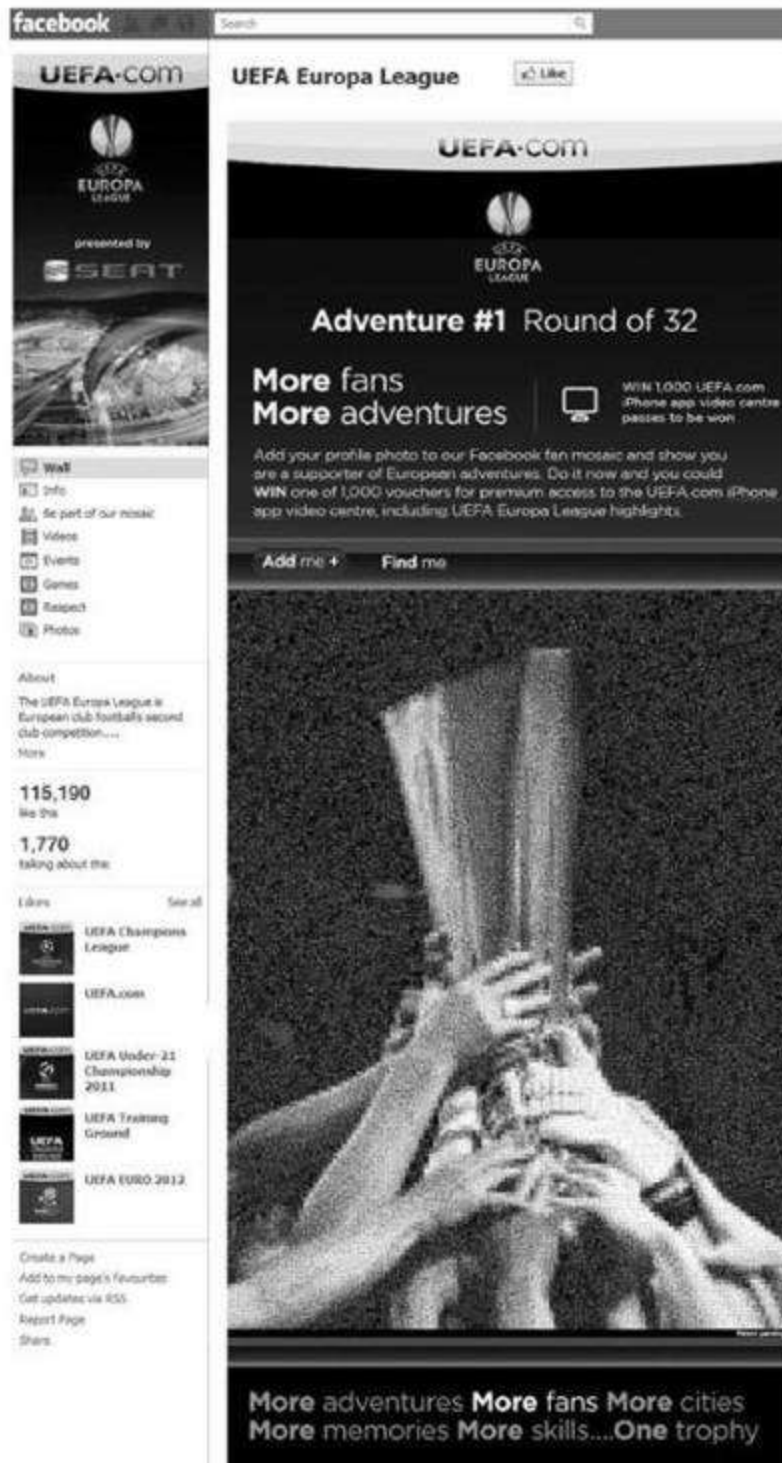 facebook
Search
UEFA·com
UEFA
EUROPA
LEAGUE
presented by
SEAT
Wall
Info
Be part of our mosaic
Videos
Events
Games
Respect
Photos
About
The UEFA Europa League is
European club football's second
club competition....
More
115,190
like this
1,770
talking about this
Likes
See all
UEFA Champions
League
UEFA.com
UEFA Under-21
Championship
2011
UEFA Training
Ground
UEFA EURO 2012
Create a Page
Add to my page's Favourites
Get updates via RSS
Report Page
Share
UEFA Europa League
Like
UEFA·com
UEFA
EUROPA
LEAGUE
Adventure #1 Round of 32
More fans
More adventures
WIN 1,000 UEFA.com
iPhone app video centre
passes to be won
Add your profile photo to our Facebook fan mosaic and show you
are a supporter of European adventures. Do it now and you could
WIN one of 1,000 vouchers for premium access to the UEFA.com iPhone
app video centre, including UEFA Europa League highlights.
Add me +
Find me
More adventures More fans More cities
More memories More skills....One trophy